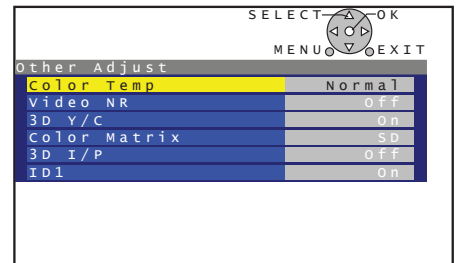 SELECT OK
MENU EXIT
Other Adjust
Color Temp Normal
Video NR Off
3D Y/C On
Color Matrix SD
3D I/P Off
ID1 On